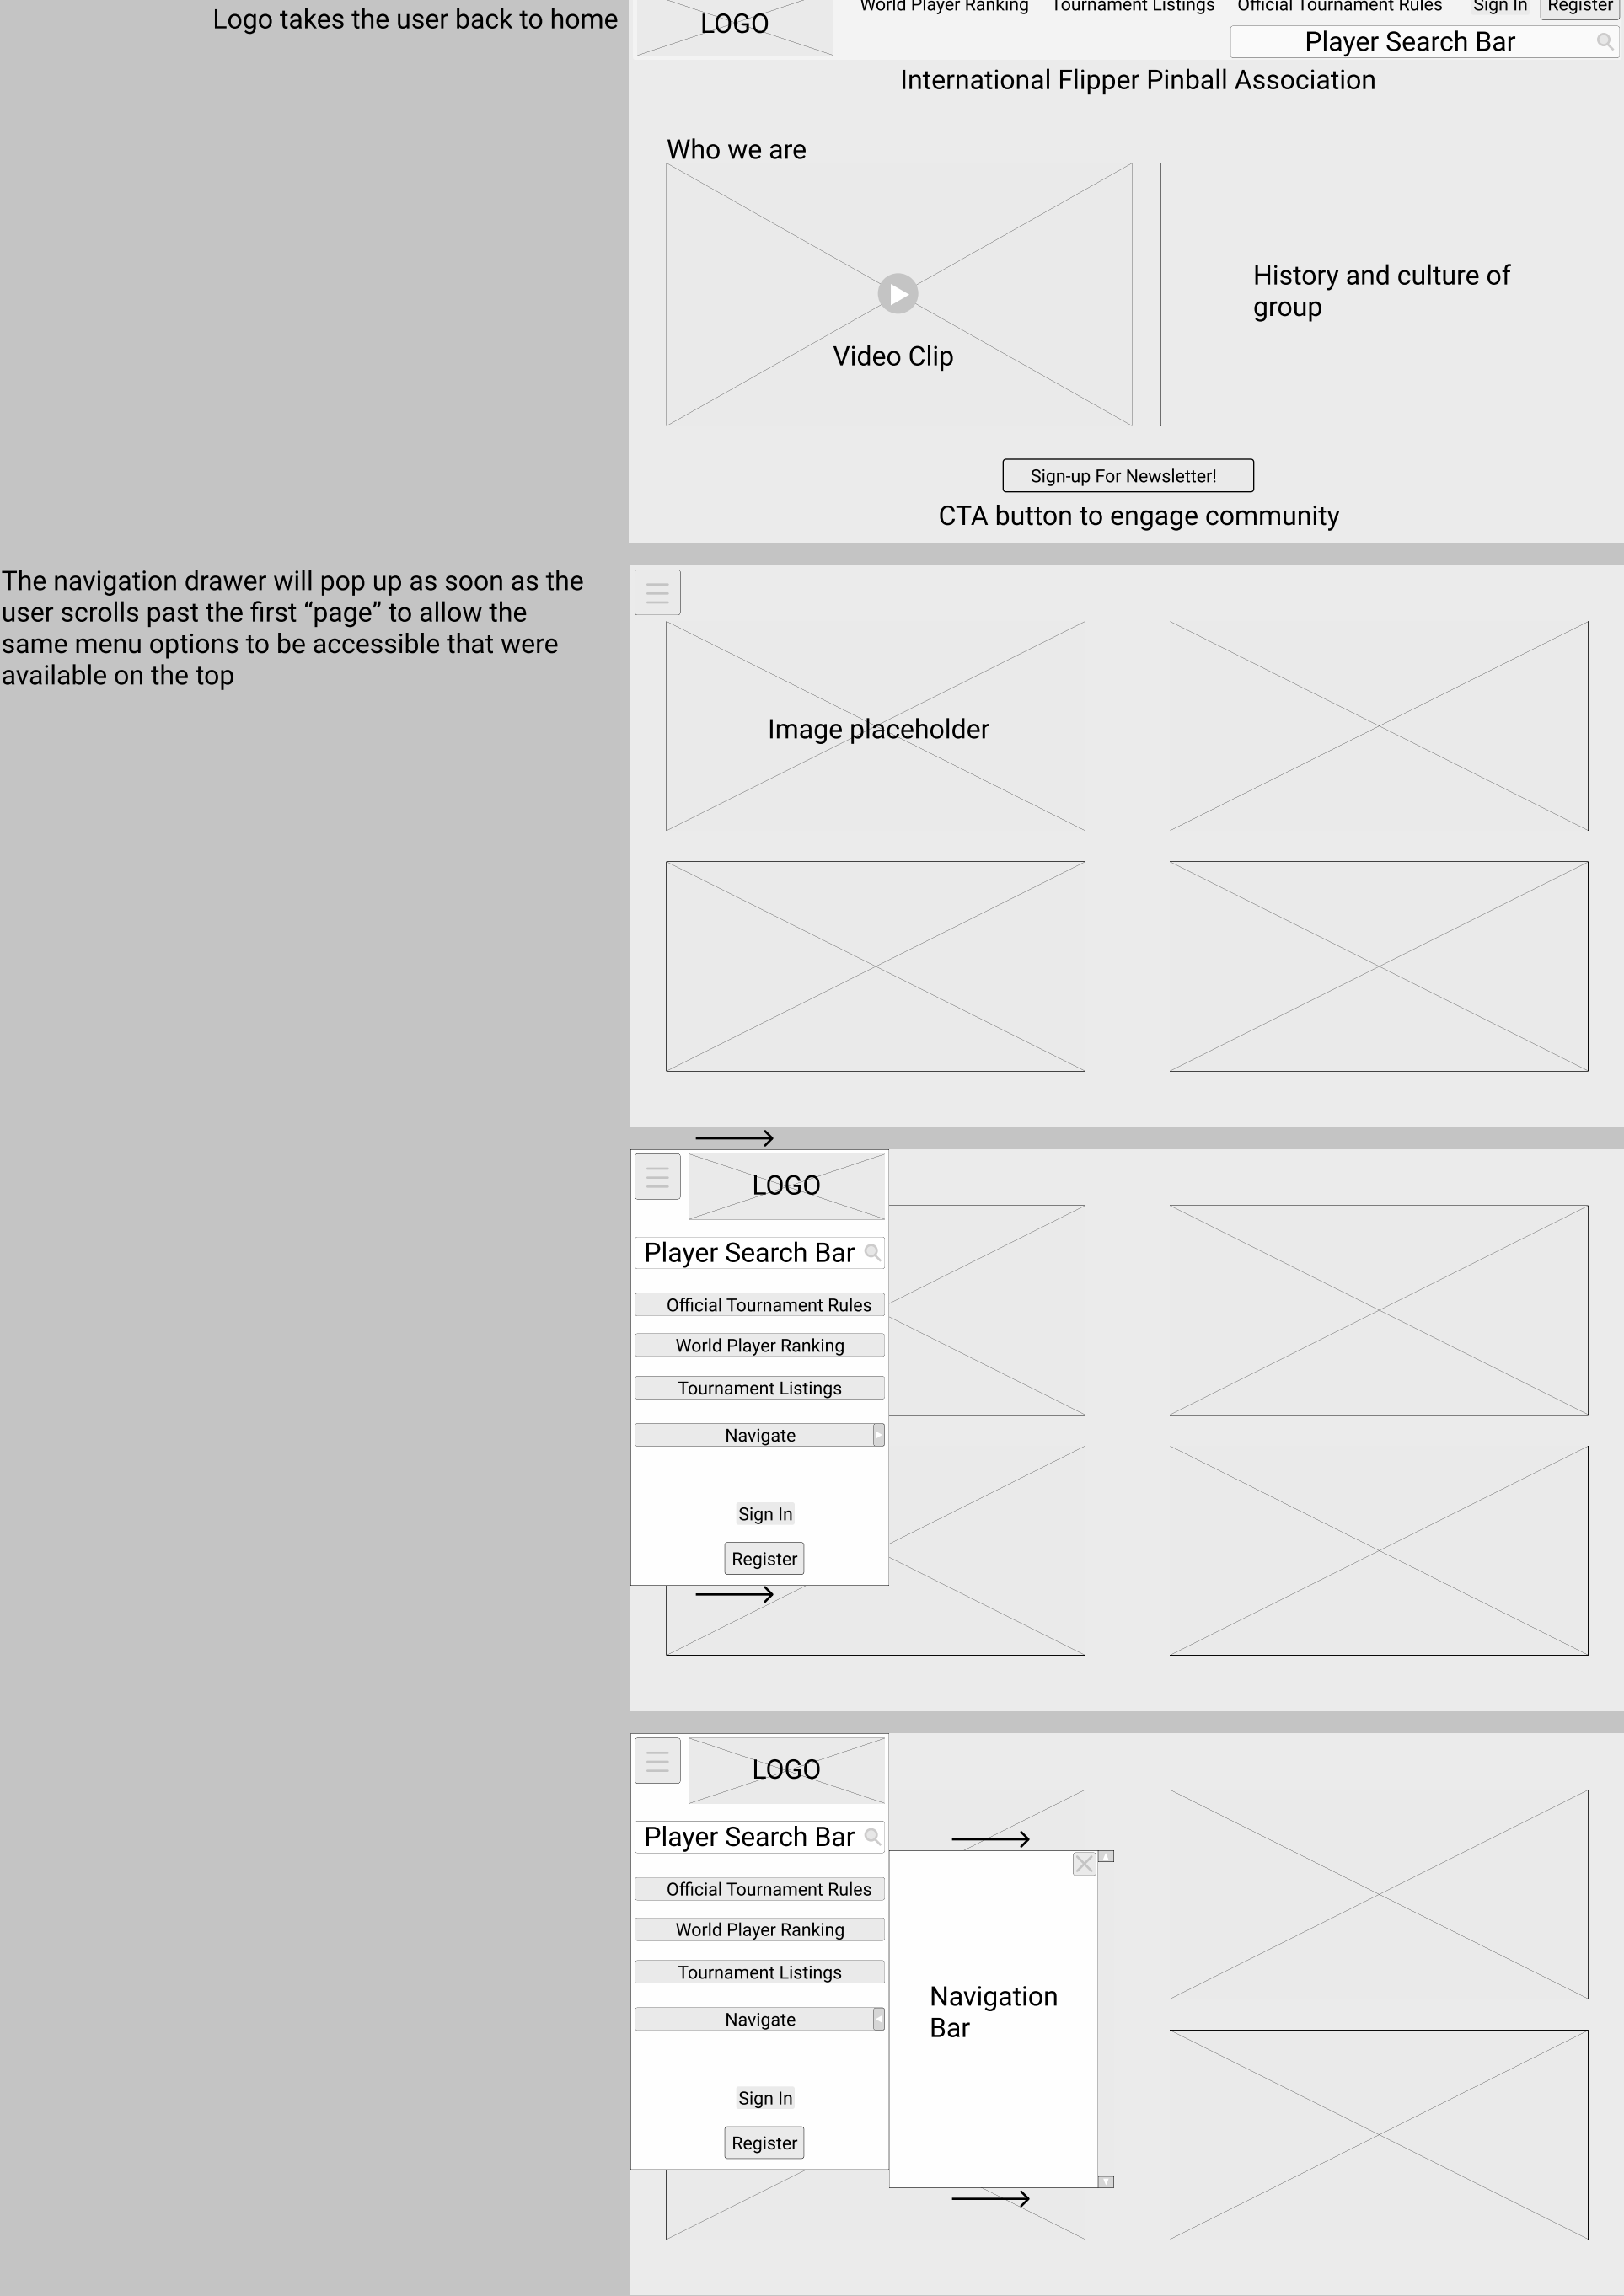 Logo takes the user back to home
World Player Ranking Tournament Listings Official Tournament Rules Sign In Register
LOGO
Player Search Bar
International Flipper Pinball Association
Who we are
Video Clip
History and culture of
group
Sign-up For Newsletter!
CTA button to engage community
The navigation drawer will pop up as soon as the
user scrolls past the first “page” to allow the
same menu options to be accessible that were
available on the top
Image placeholder
LOGO
Player Search Bar
Official Tournament Rules
World Player Ranking
Tournament Listings
Navigate
Sign In
Register
LOGO
Player Search Bar
Official Tournament Rules
World Player Ranking
Tournament Listings
Navigate
Sign In
Register
Navigation
Bar